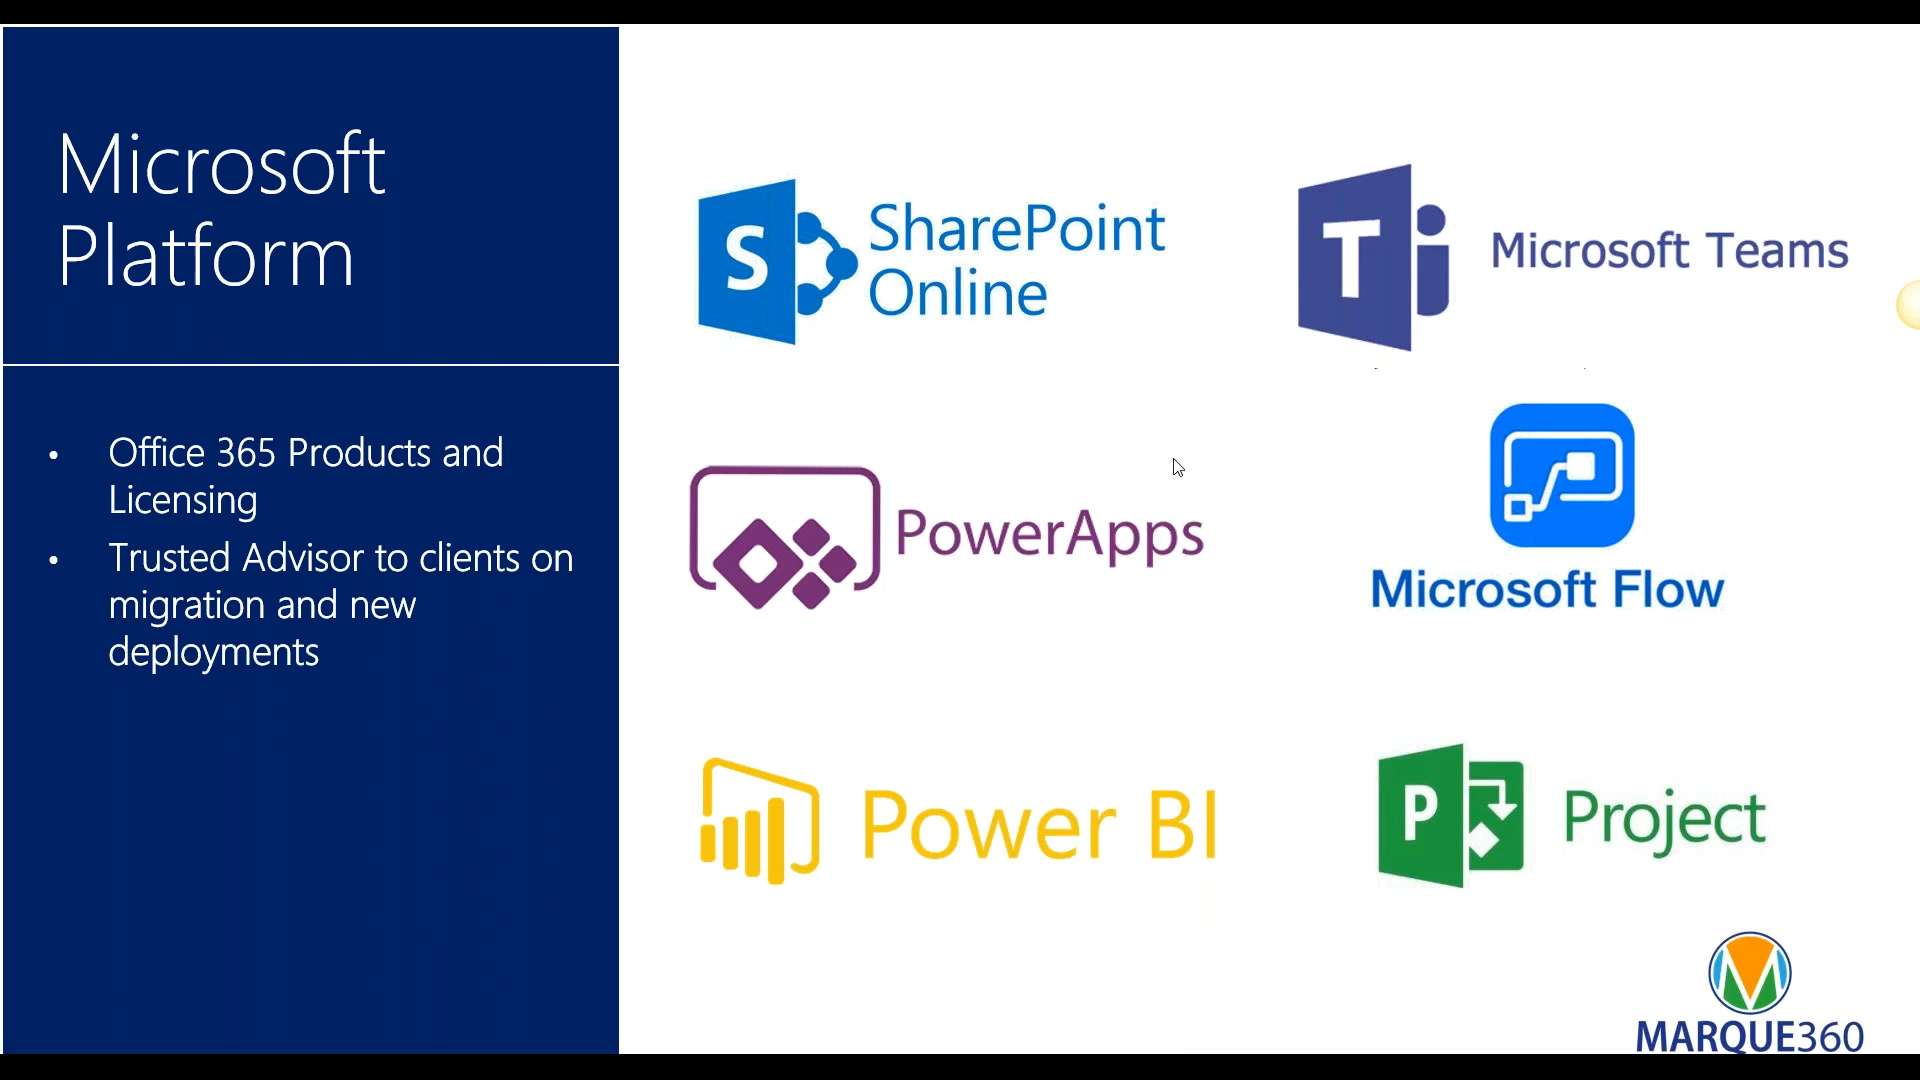 Microsoft
Platform
• Office 365 Products and
Licensing
• Trusted Advisor to clients on
migration and new
deployments
S SharePoint
Online
T Microsoft Teams
PowerApps
Microsoft Flow
Power BI
P Project
MARQUE360